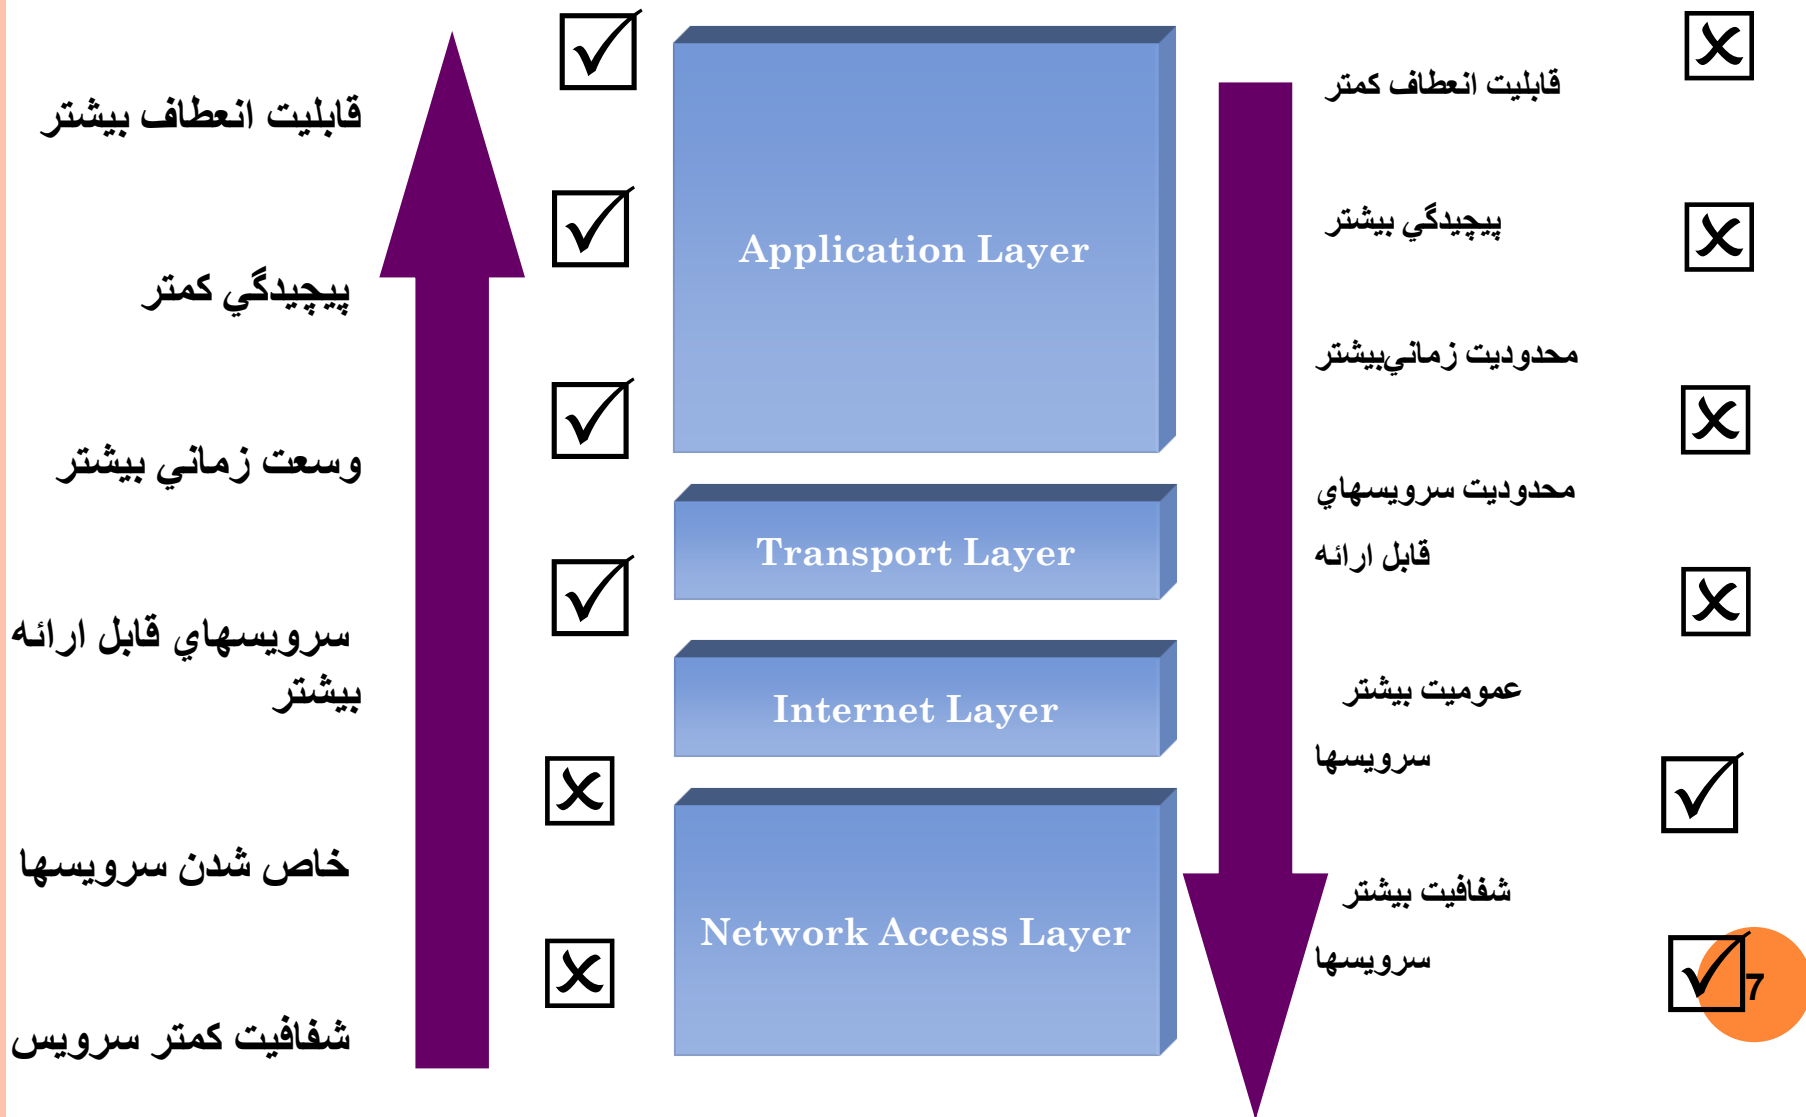 قابليت انعطاف بيشتر
پيچيدگي كمتر
وسعت زماني بيشتر
سرويسهاي قابل ارائه
بيشتر
خاص شدن سرويسها
شفافيت كمتر سرويس
Application Layer
Transport Layer
Internet Layer
Network Access Layer
قابليت انعطاف كمتر
پيچيدگي بيشتر
محدوديت زماني‌بيشتر
محدوديت سرويسهاي
قابل ارائه
عموميت بيشتر
سرويسها
شفافيت بيشتر
سرويسها
7